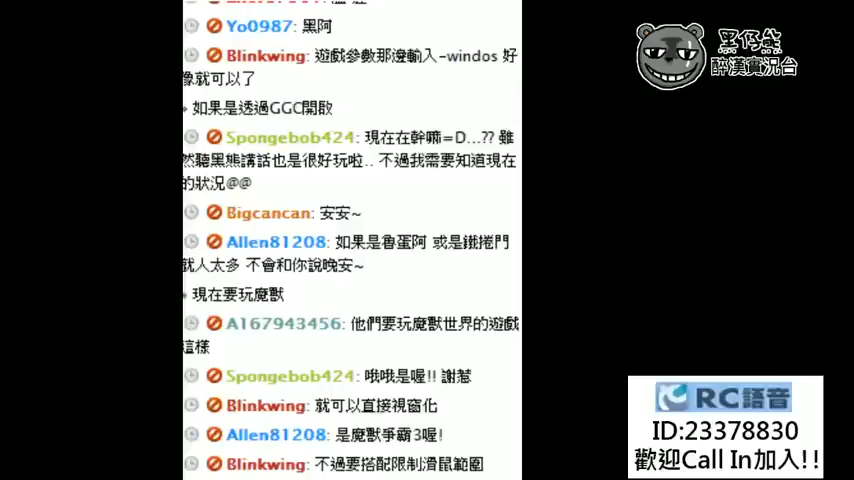 Yo0987: 黑阿
Blinkwing: 遊戲參數那邊輸入-windos 好
像就可以了
如果是透過GGC開啟
Spongebob424: 現在在幹嘛=D...?? 雖
然聽黑熊講話也是很好玩啦.. 不過我需要知道現在
的狀況@@
Bigcancan: 安安~
Allen81208: 如果是魯蛋阿 或是鐵捲門
就人太多 不會和你說晚安~
現在要玩魔獸
A167943456: 他們要玩魔獸世界的遊戲
這樣
Spongebob424: 哦哦是喔!! 謝惹
Blinkwing: 就可以直接視窗化
Allen81208: 是魔獸爭霸3喔!
Blinkwing: 不過要搭配限制滑鼠範圍
黑仔熊
醉漢實況台
RC語音
ID:23378830
歡迎Call In加入!!